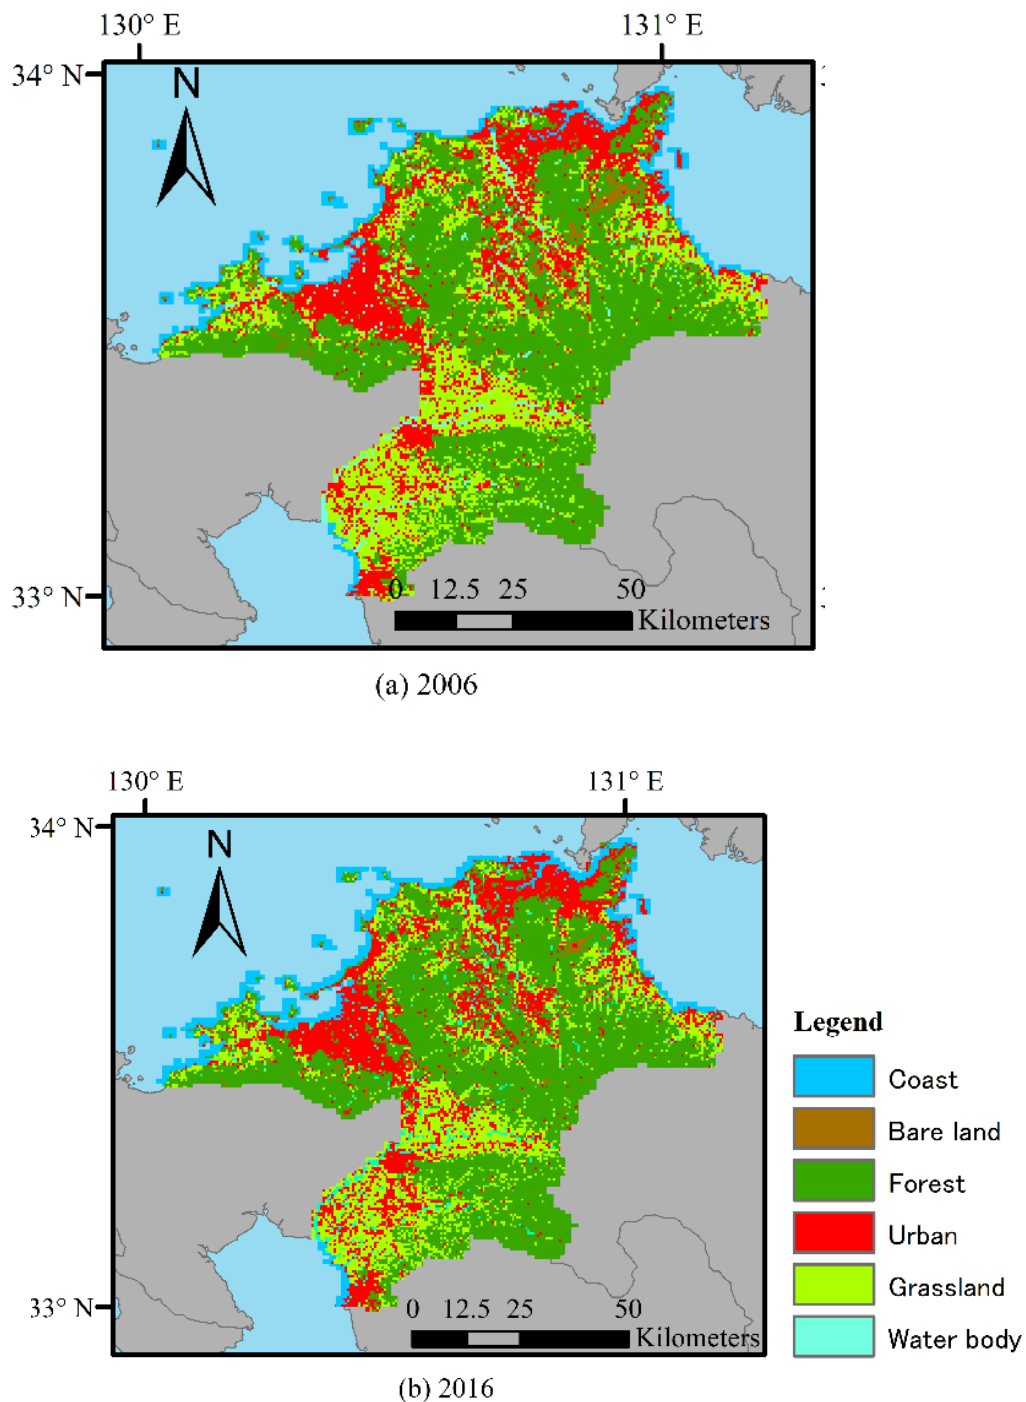 130° E 131° E
34° N
N
33° N
0 12.5 25 50
Kilometers
(a) 2006
130° E 131° E
34° N
N
Legend
Coast
Bare land
Forest
Urban
Grassland
Water body
33° N
0 12.5 25 50
Kilometers
(b) 2016